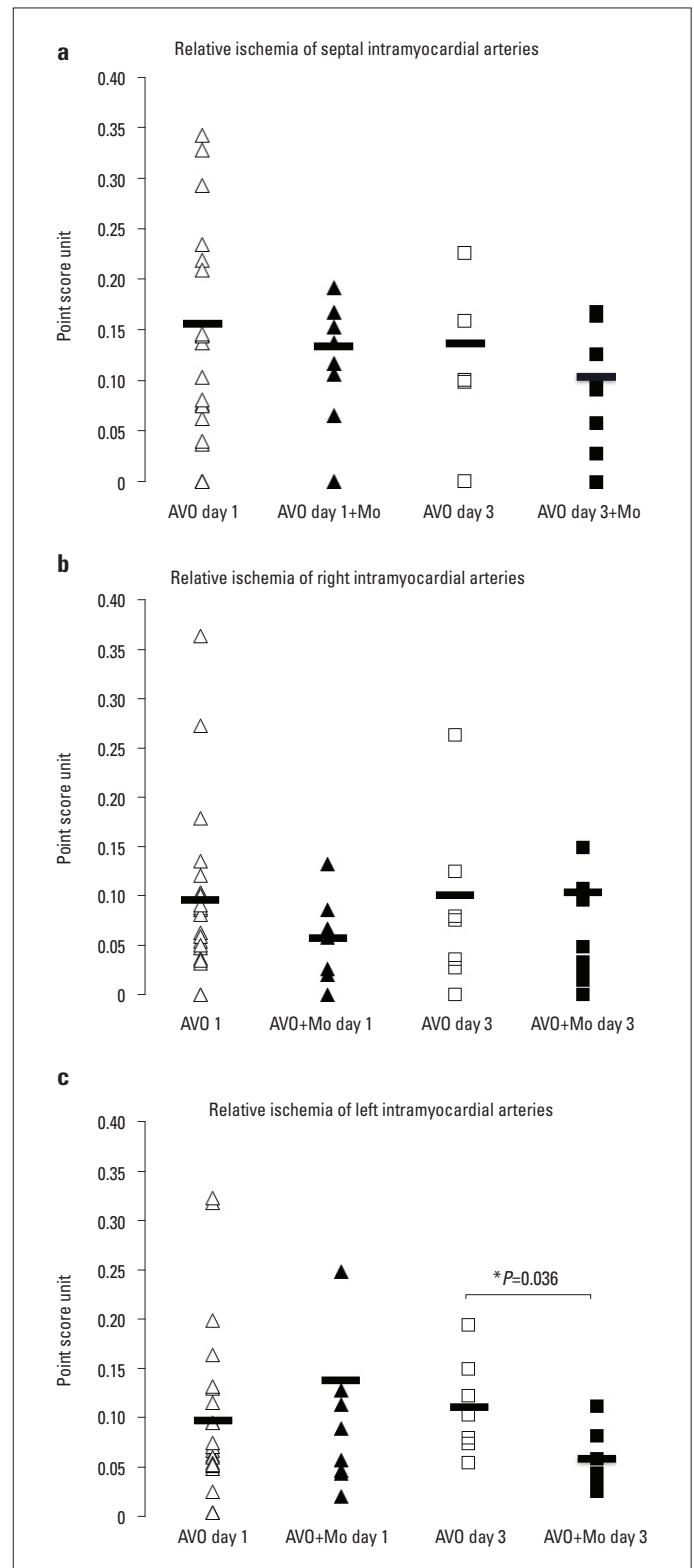 a
Relative ischemia of septal intramyocardial arteries
0.40
0.35
0.30
0.25
0.20
0.15
0.10
0.05
0
Point score unit
AVO day 1 AVO day 1+Mo AVO day 3 AVO day 3+Mo
b
Relative ischemia of right intramyocardial arteries
0.40
0.35
0.30
0.25
0.20
0.15
0.10
0.05
0
Point score unit
AVO 1 AVO+Mo day 1 AVO day 3 AVO+Mo day 3
c
Relative ischemia of left intramyocardial arteries
0.40
0.35
0.30
0.25
0.20
0.15
0.10
0.05
0
Point score unit
*P=0.036
AVO day 1 AVO+Mo day 1 AVO day 3 AVO+Mo day 3